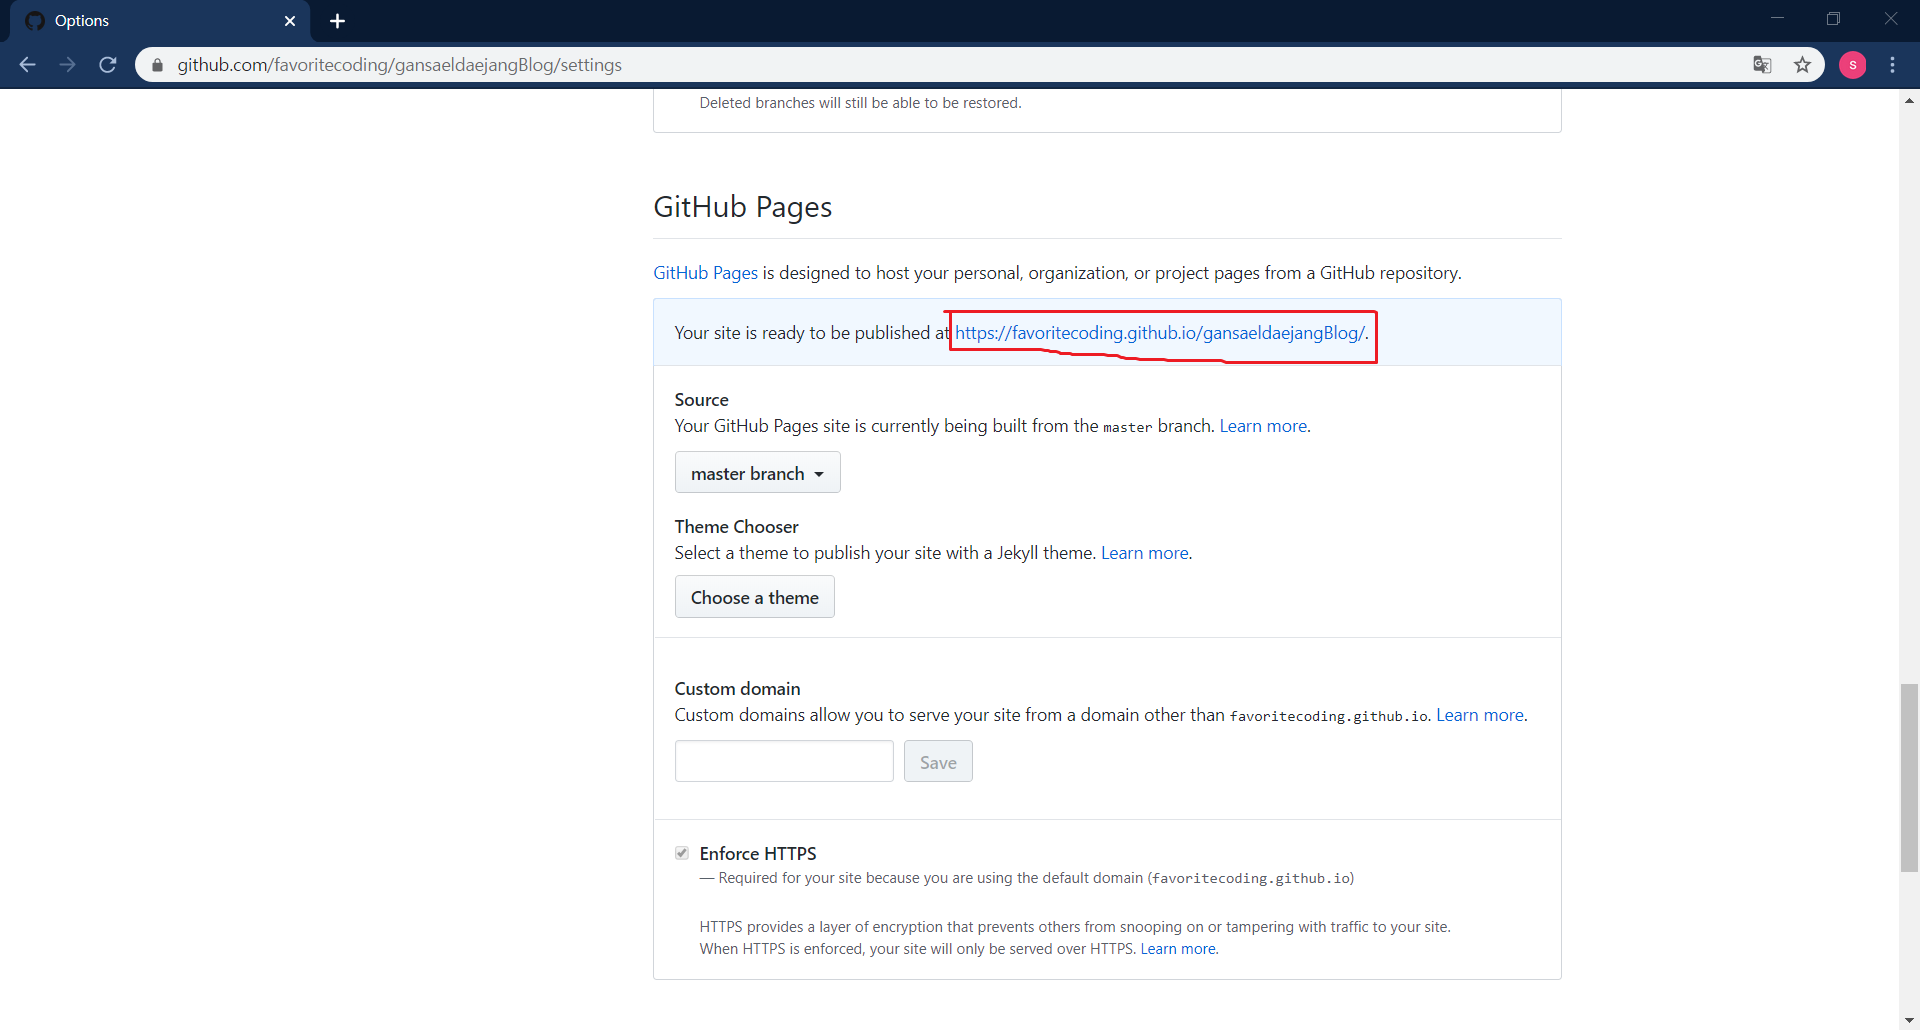 Options
github.com/favoritecoding/gansaeldaejangBlog/settings
s
Deleted branches will still be able to be restored.
GitHub Pages
GitHub Pages is designed to host your personal, organization, or project pages from a GitHub repository.
Your site is ready to be published at https://favoritecoding.github.io/gansaeldaejangBlog/.
Source
Your GitHub Pages site is currently being built from the master branch. Learn more.
master branch
Theme Chooser
Select a theme to publish your site with a Jekyll theme. Learn more.
Choose a theme
Custom domain
Custom domains allow you to serve your site from a domain other than favoritecoding.github.io. Learn more.
Save
Enforce HTTPS
— Required for your site because you are using the default domain (favoritecoding.github.io)
HTTPS provides a layer of encryption that prevents others from snooping on or tampering with traffic to your site.
When HTTPS is enforced, your site will only be served over HTTPS. Learn more.